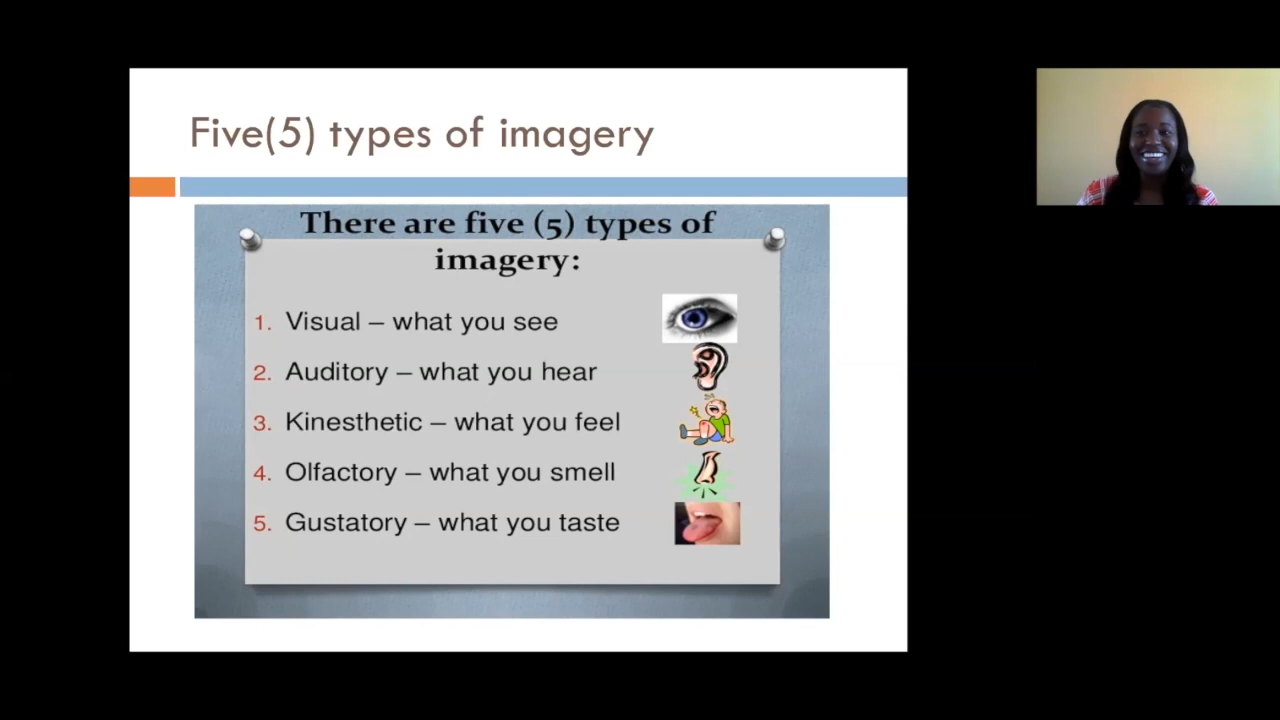 Five(5) types of imagery
There are five (5) types of
imagery:
1. Visual – what you see
2. Auditory – what you hear
3. Kinesthetic – what you feel
4. Olfactory – what you smell
5. Gustatory – what you taste